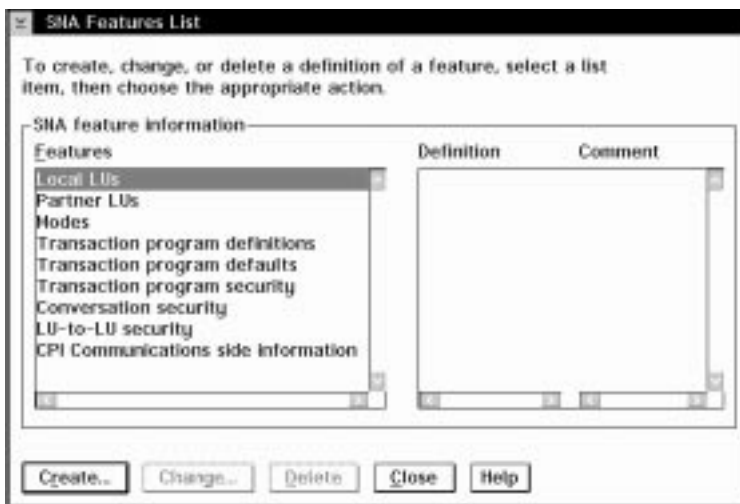 SNA Features List
To create, change, or delete a definition of a feature, select a list
item, then choose the appropriate action.
SNA feature information
Features
Definition
Comment
Local LUs
Partner LUs
Modes
Transaction program definitions
Transaction program defaults
Transaction program security
Conversation security
LU-to-LU security
CPI Communications side information
Create... Change... Delete Close Help